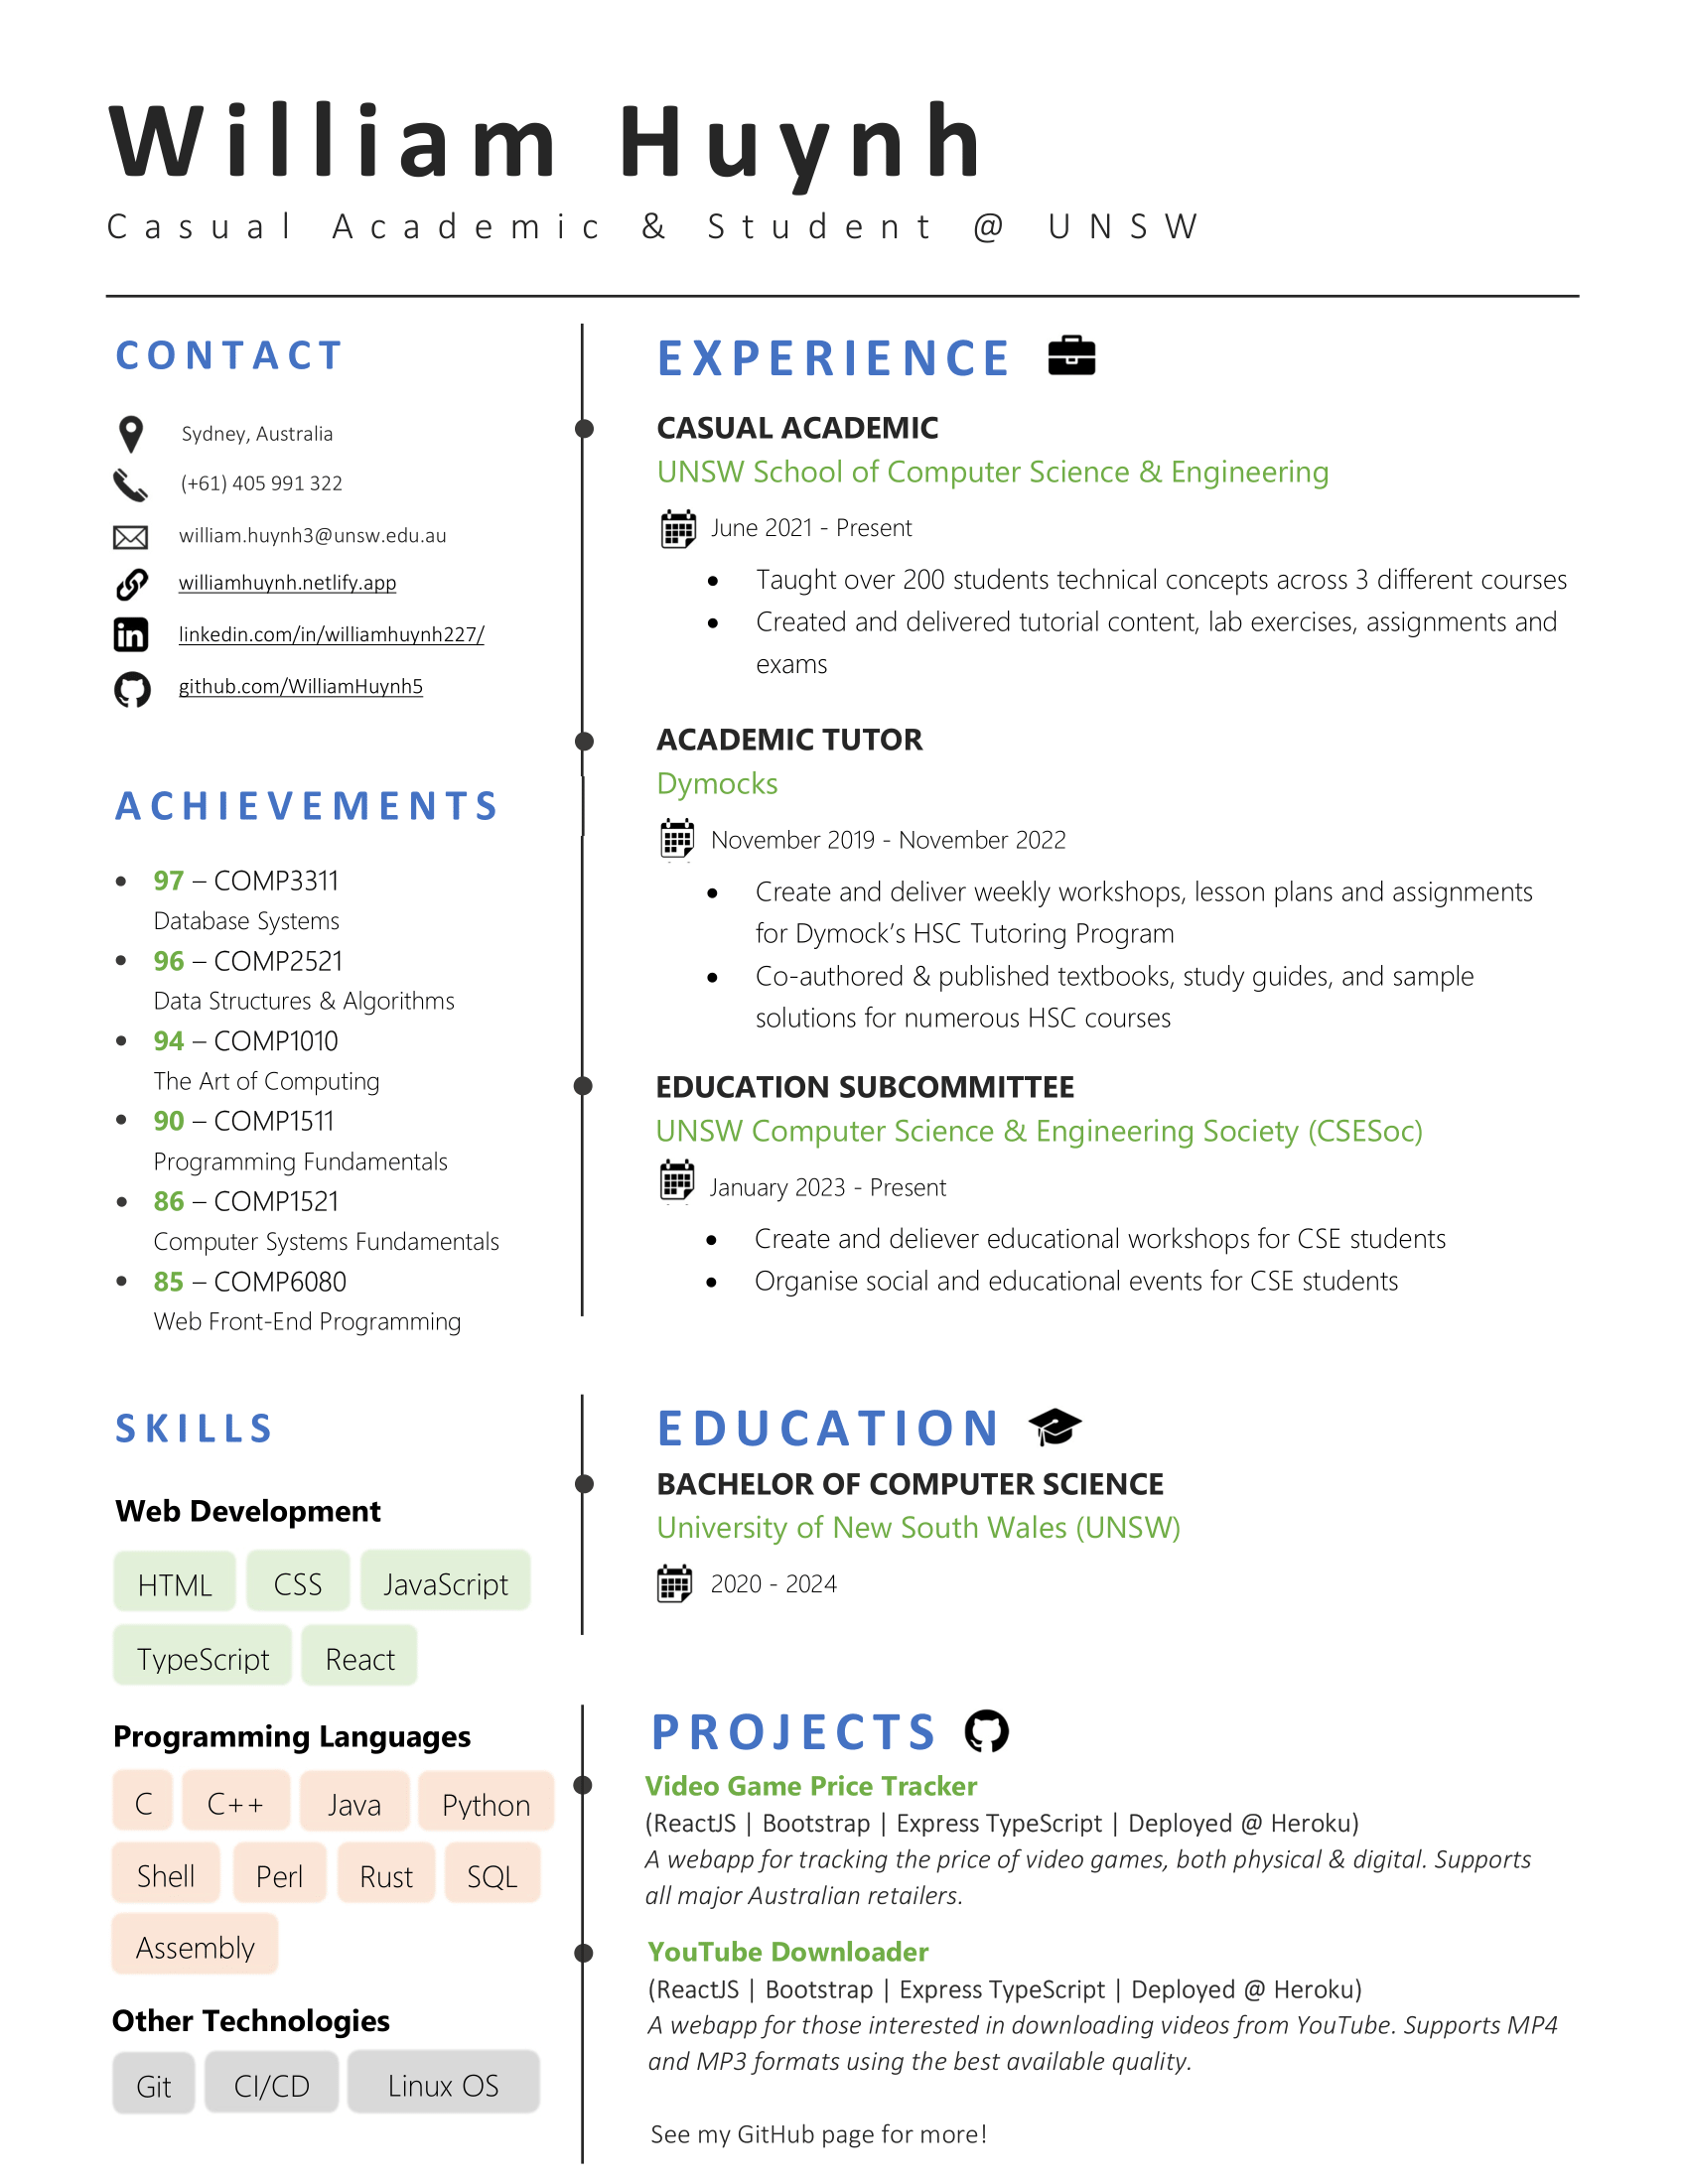 William Huynh
Casual Academic & Student @ UNSW
CONTACT
Sydney, Australia
(+61) 405 991 322
william.huynh3@unsw.edu.au
williamhuynh.netlify.app
linkedin.com/in/williamhuynh227/
github.com/WilliamHuynh5
ACHIEVEMENTS
• 97 – COMP3311
Database Systems
• 96 – COMP2521
Data Structures & Algorithms
• 94 – COMP1010
The Art of Computing
• 90 – COMP1511
Programming Fundamentals
• 86 – COMP1521
Computer Systems Fundamentals
• 85 – COMP6080
Web Front-End Programming
SKILLS
Web Development
HTML CSS JavaScript
TypeScript React
Programming Languages
C C++ Java Python
Shell Perl Rust SQL
Assembly
Other Technologies
Git CI/CD Linux OS
EXPERIENCE
CASUAL ACADEMIC
UNSW School of Computer Science & Engineering
June 2021 - Present
• Taught over 200 students technical concepts across 3 different courses
• Created and delivered tutorial content, lab exercises, assignments and
exams
ACADEMIC TUTOR
Dymocks
November 2019 - November 2022
• Create and deliver weekly workshops, lesson plans and assignments
for Dymock’s HSC Tutoring Program
• Co-authored & published textbooks, study guides, and sample
solutions for numerous HSC courses
EDUCATION SUBCOMMITTEE
UNSW Computer Science & Engineering Society (CSESoc)
January 2023 - Present
• Create and deliever educational workshops for CSE students
• Organise social and educational events for CSE students
EDUCATION
BACHELOR OF COMPUTER SCIENCE
University of New South Wales (UNSW)
2020 - 2024
PROJECTS
Video Game Price Tracker
(ReactJS | Bootstrap | Express TypeScript | Deployed @ Heroku)
A webapp for tracking the price of video games, both physical & digital. Supports
all major Australian retailers.
YouTube Downloader
(ReactJS | Bootstrap | Express TypeScript | Deployed @ Heroku)
A webapp for those interested in downloading videos from YouTube. Supports MP4
and MP3 formats using the best available quality.
See my GitHub page for more!